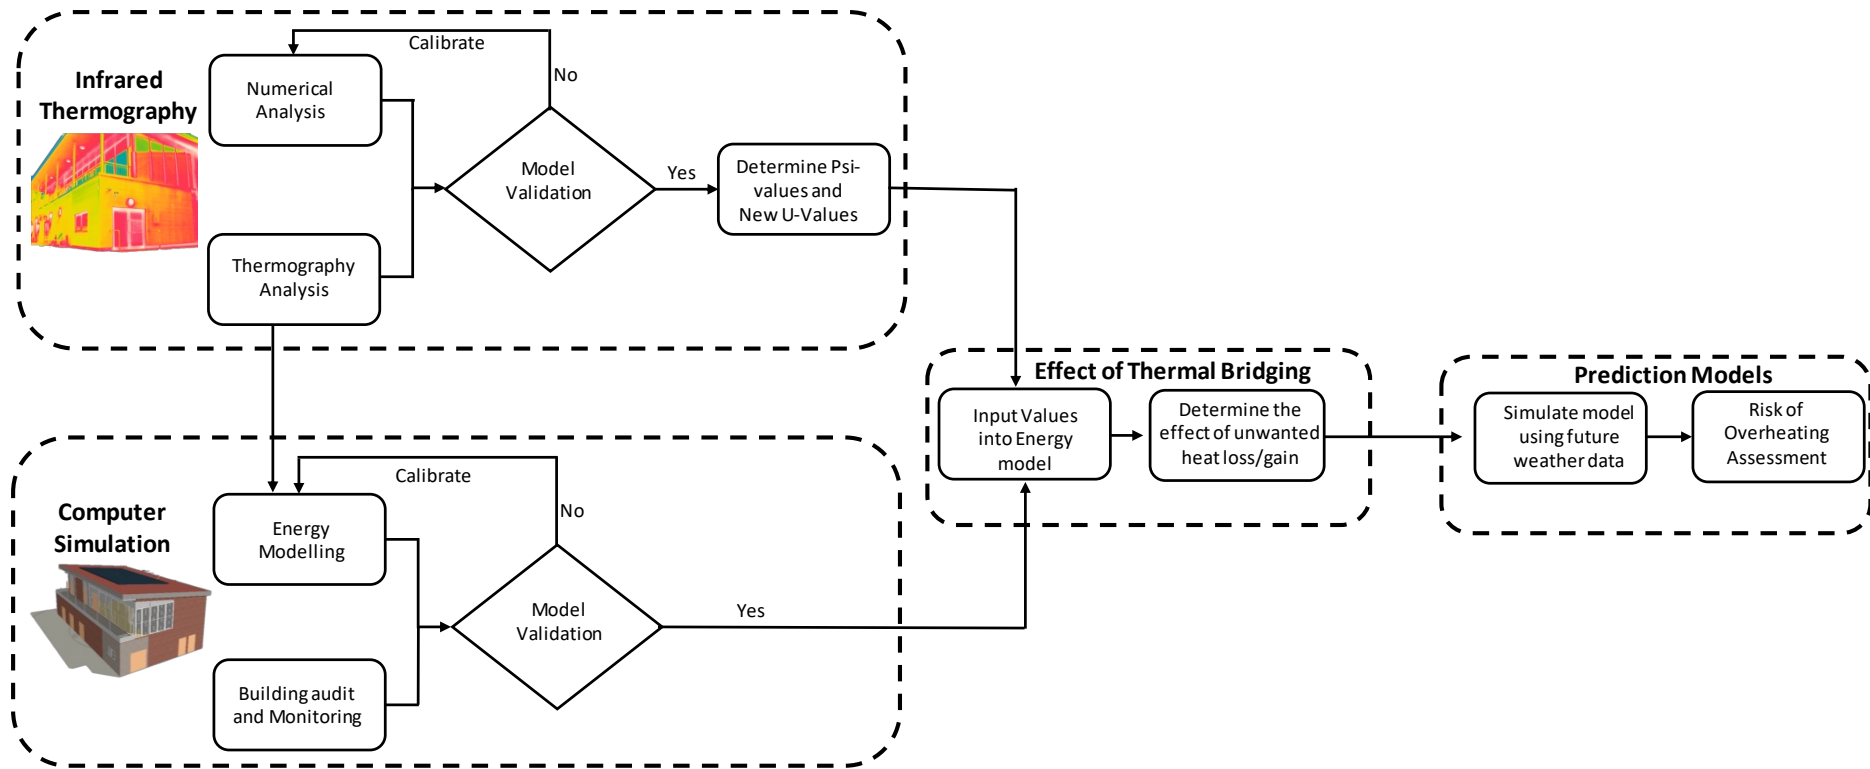 Infrared
Thermography
Calibrate
No
Numerical
Analysis
Model
Validation
Yes
Determine Psi-
values and
New U-Values
Thermography
Analysis
Computer
Simulation
Calibrate
No
Energy
Modelling
Model
Validation
Yes
Building audit
and Monitoring
Effect of Thermal Bridging
Input Values
into Energy
model
Determine the
effect of unwanted
heat loss/gain
Prediction Models
Simulate model
using future
weather data
Risk of
Overheating
Assessment